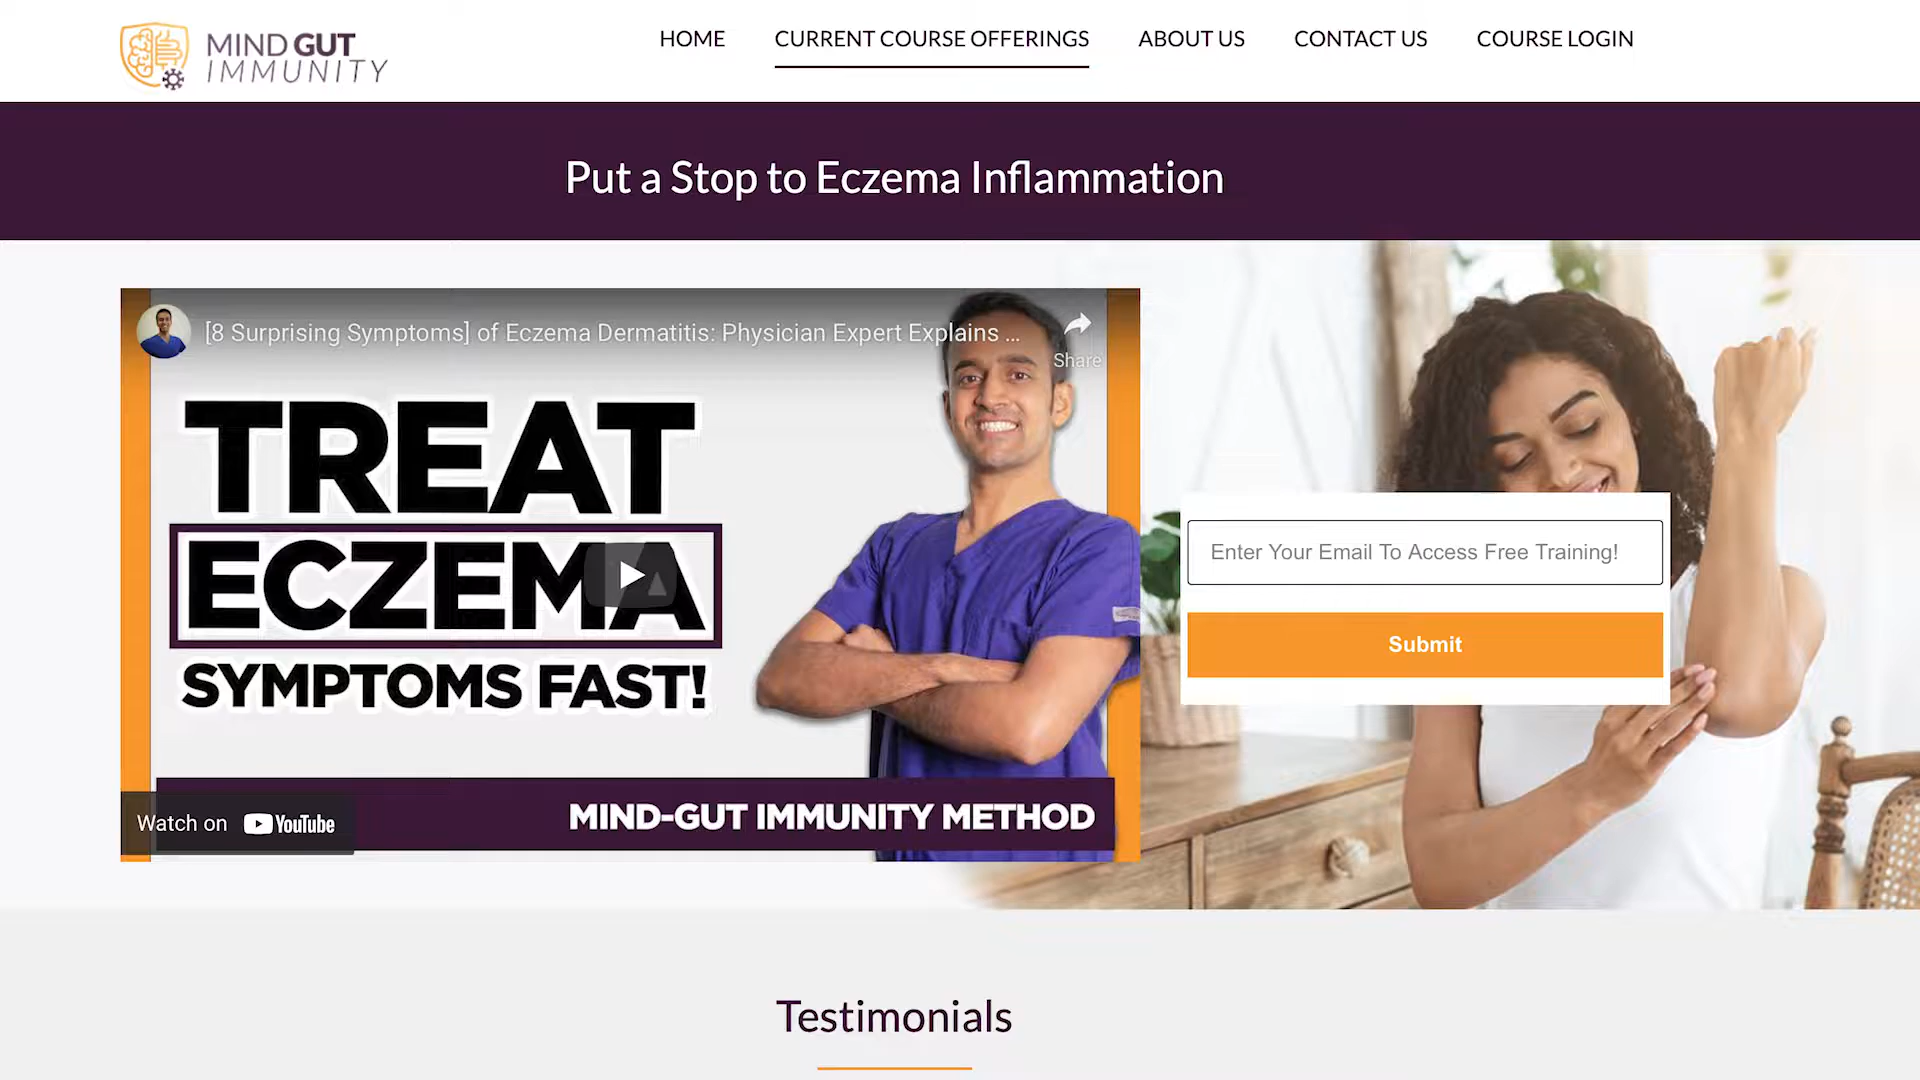 MIND GUT
IMMUNITY
HOME
CURRENT COURSE OFFERINGS
ABOUT US
CONTACT US
COURSE LOGIN
Put a Stop to Eczema Inflammation
[8 Surprising Symptoms] of Eczema Dermatitis: Physician Expert Explains ...
Share
TREAT
ECZEMA
SYMPTOMS FAST!
MIND-GUT IMMUNITY METHOD
Watch on YouTube
Enter Your Email To Access Free Training!
Submit
Testimonials